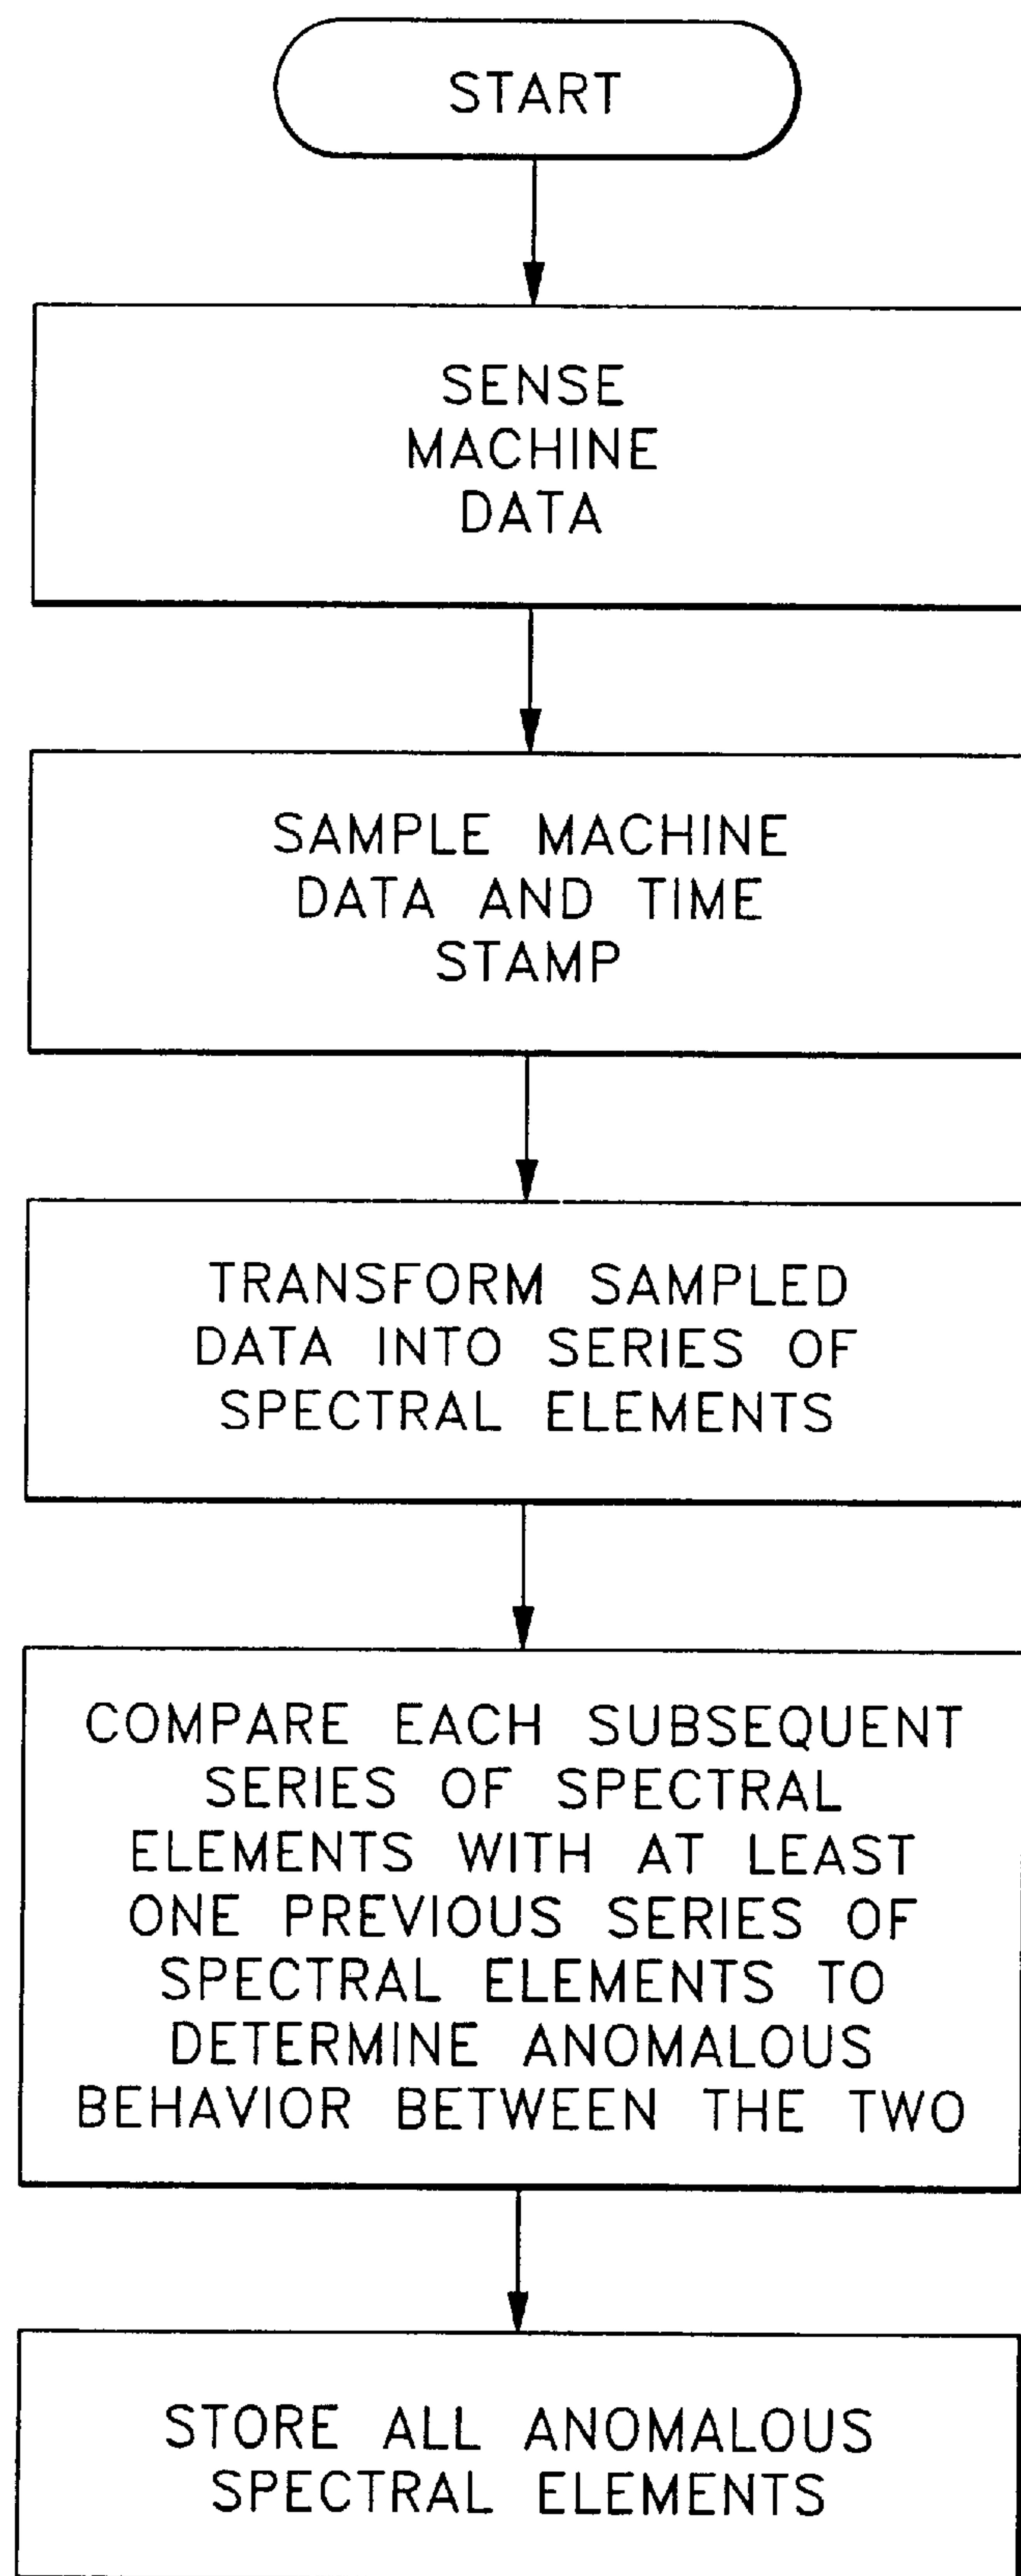 START
SENSE
MACHINE
DATA
SAMPLE MACHINE
DATA AND TIME
STAMP
TRANSFORM SAMPLED
DATA INTO SERIES OF
SPECTRAL ELEMENTS
COMPARE EACH SUBSEQUENT
SERIES OF SPECTRAL
ELEMENTS WITH AT LEAST
ONE PREVIOUS SERIES OF
SPECTRAL ELEMENTS TO
DETERMINE ANOMALOUS
BEHAVIOR BETWEEN THE TWO
STORE ALL ANOMALOUS
SPECTRAL ELEMENTS